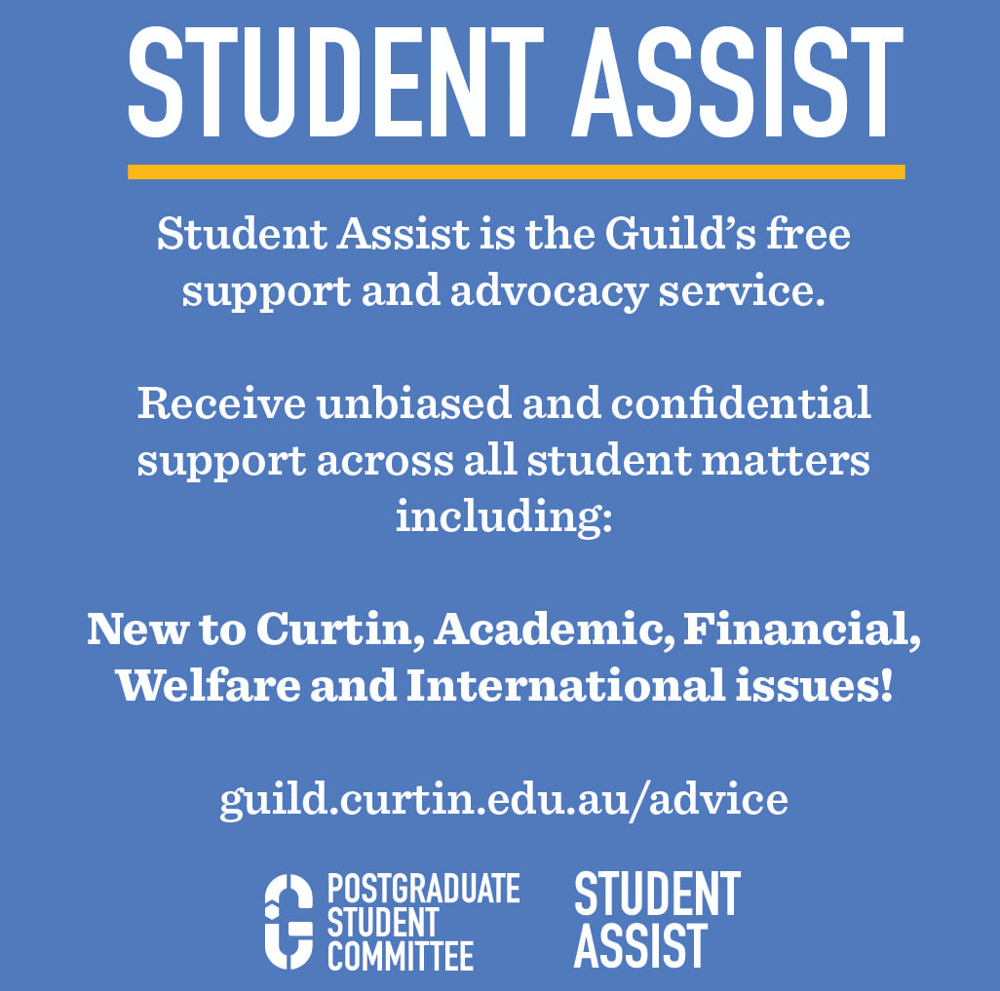 STUDENT ASSIST
Student Assist is the Guild’s free
support and advocacy service.
Receive unbiased and confidential
support across all student matters
including:
New to Curtin, Academic, Financial,
Welfare and International issues!
guild.curtin.edu.au/advice
POSTGRADUATE
STUDENT
COMMITTEE
STUDENT
ASSIST